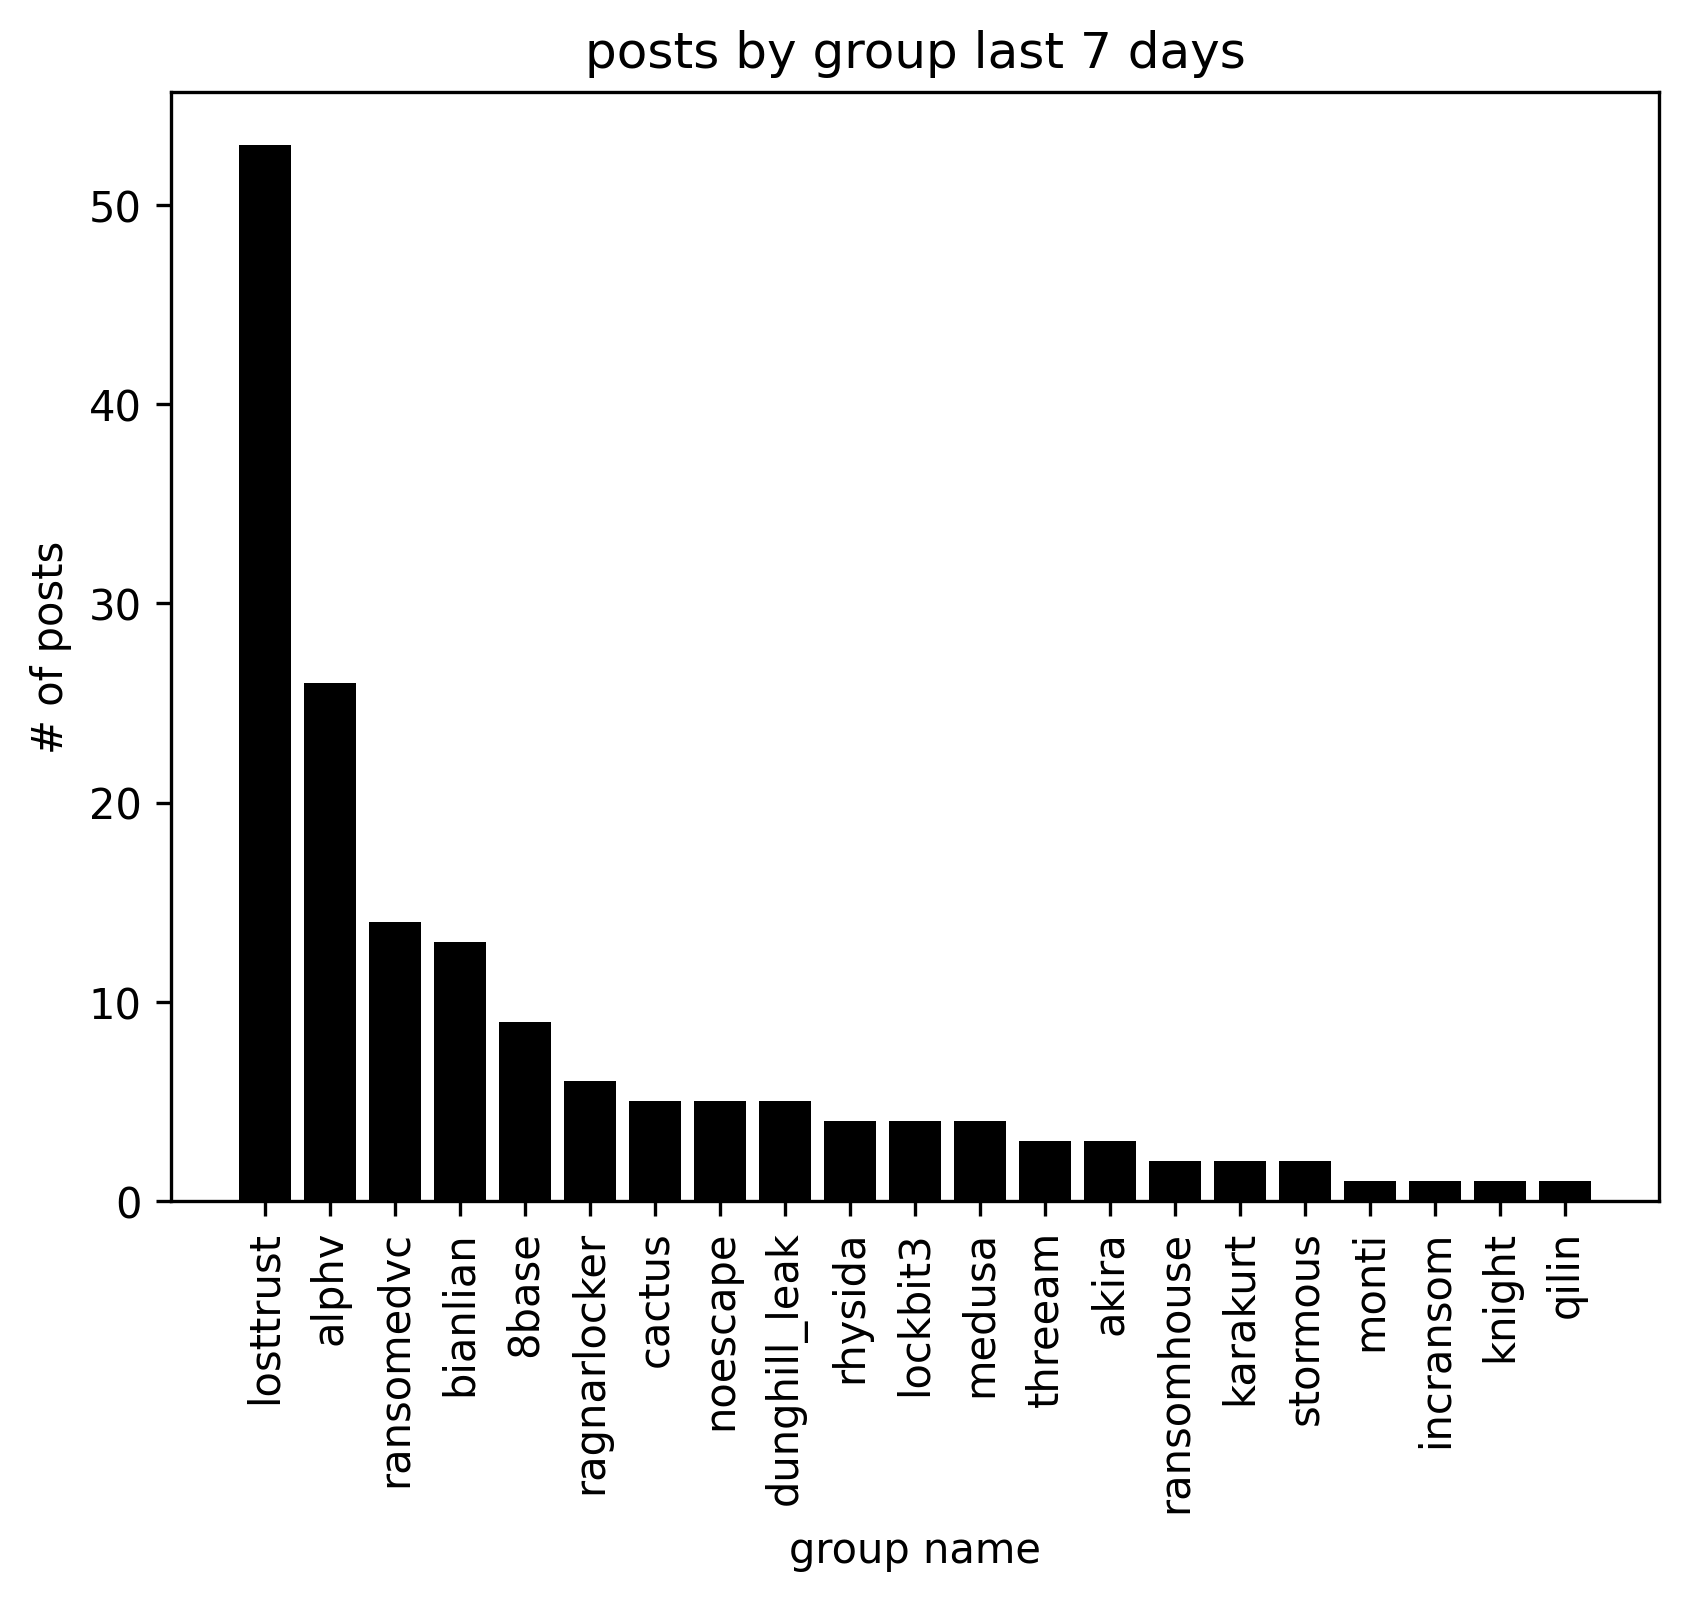 posts by group last 7 days
50
40
30
20
10
0
# of posts
losttrust
alphv
ransomedvc
bianlian
8base
ragnarlocker
cactus
noescape
dunghill_leak
rhysida
lockbit3
medusa
threeam
akira
ransomhouse
karakurt
stormous
monti
incransom
knight
qilin
group name